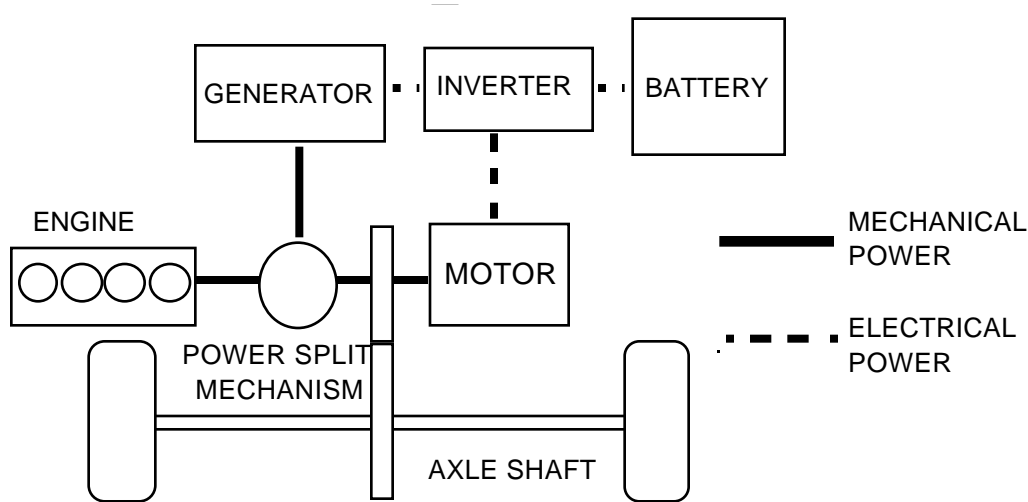 GENERATOR
INVERTER
BATTERY
ENGINE
MOTOR
MECHANICAL
POWER
ELECTRICAL
POWER
POWER SPLIT
MECHANISM
AXLE SHAFT